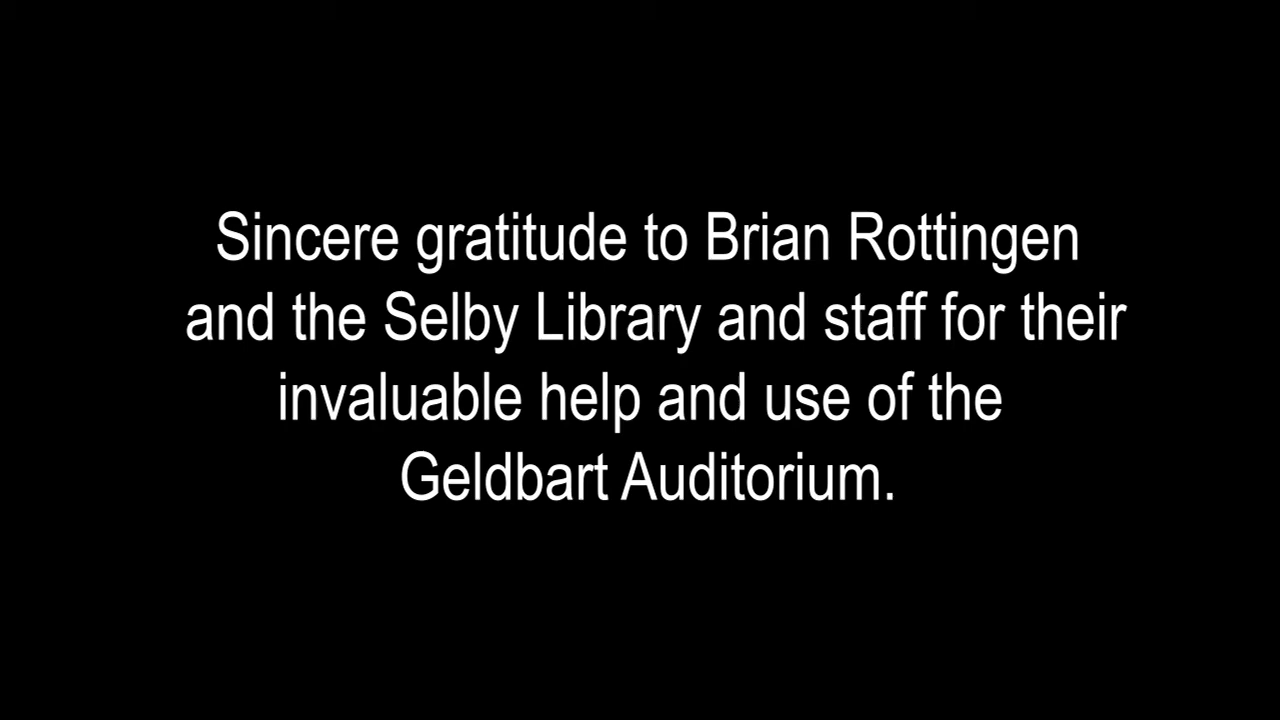 Sincere gratitude to Brian Rottingen
and the Selby Library and staff for their
invaluable help and use of the
Geldbart Auditorium.